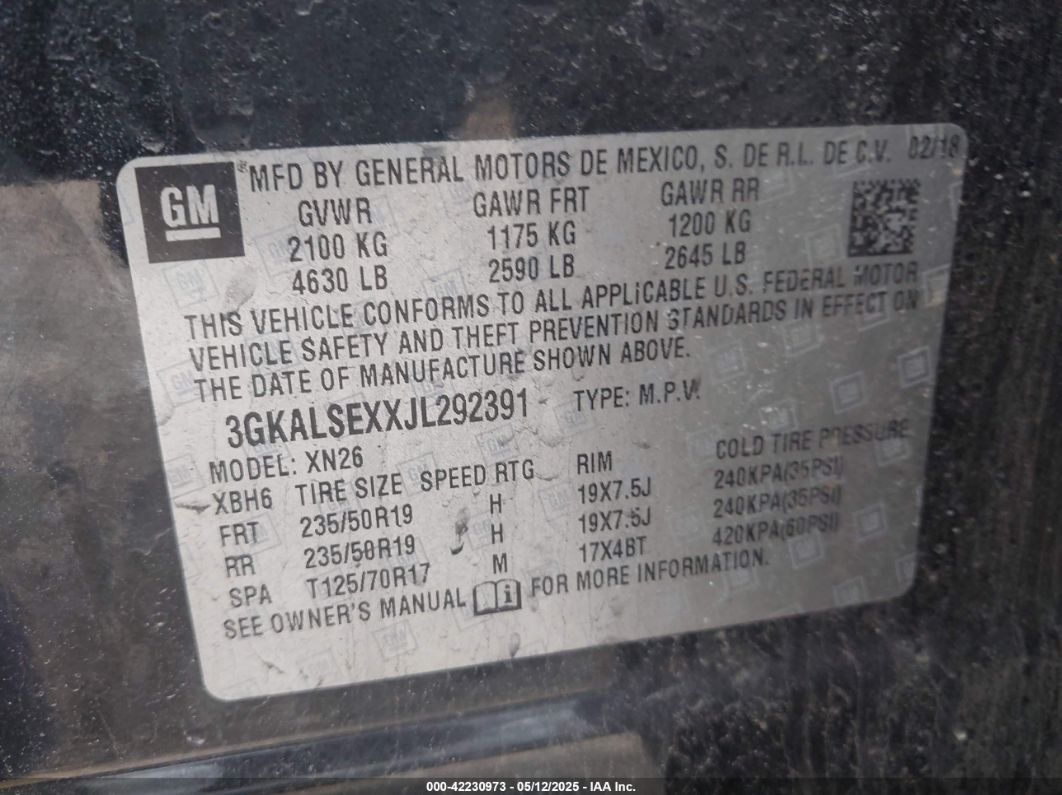 GM
*MFD BY GENERAL MOTORS DE MEXICO, S. DE R.L. DE C.V. 02/18
GVWR GAWR FRT GAWR RR
2100 KG 1175 KG 1200 KG
4630 LB 2590 LB 2645 LB
THIS VEHICLE CONFORMS TO ALL APPLICABLE U.S. FEDERAL MOTOR
VEHICLE SAFETY AND THEFT PREVENTION STANDARDS IN EFFECT ON
THE DATE OF MANUFACTURE SHOWN ABOVE.
3GKALSEXXJL292391 TYPE: M.P.V.
MODEL: XN26
XBH6 TIRE SIZE SPEED RTG RIM COLD TIRE PRESSURE
FRT 235/50R19 H 19X7.5J 240KPA(35PSI)
RR 235/50R19 H 19X7.5J 240KPA(35PSI)
SPA T125/70R17 M 17X4BT 420KPA(60PSI)
SEE OWNER'S MANUAL FOR MORE INFORMATION.
000-42230973 - 05/12/2025 - IAA Inc.